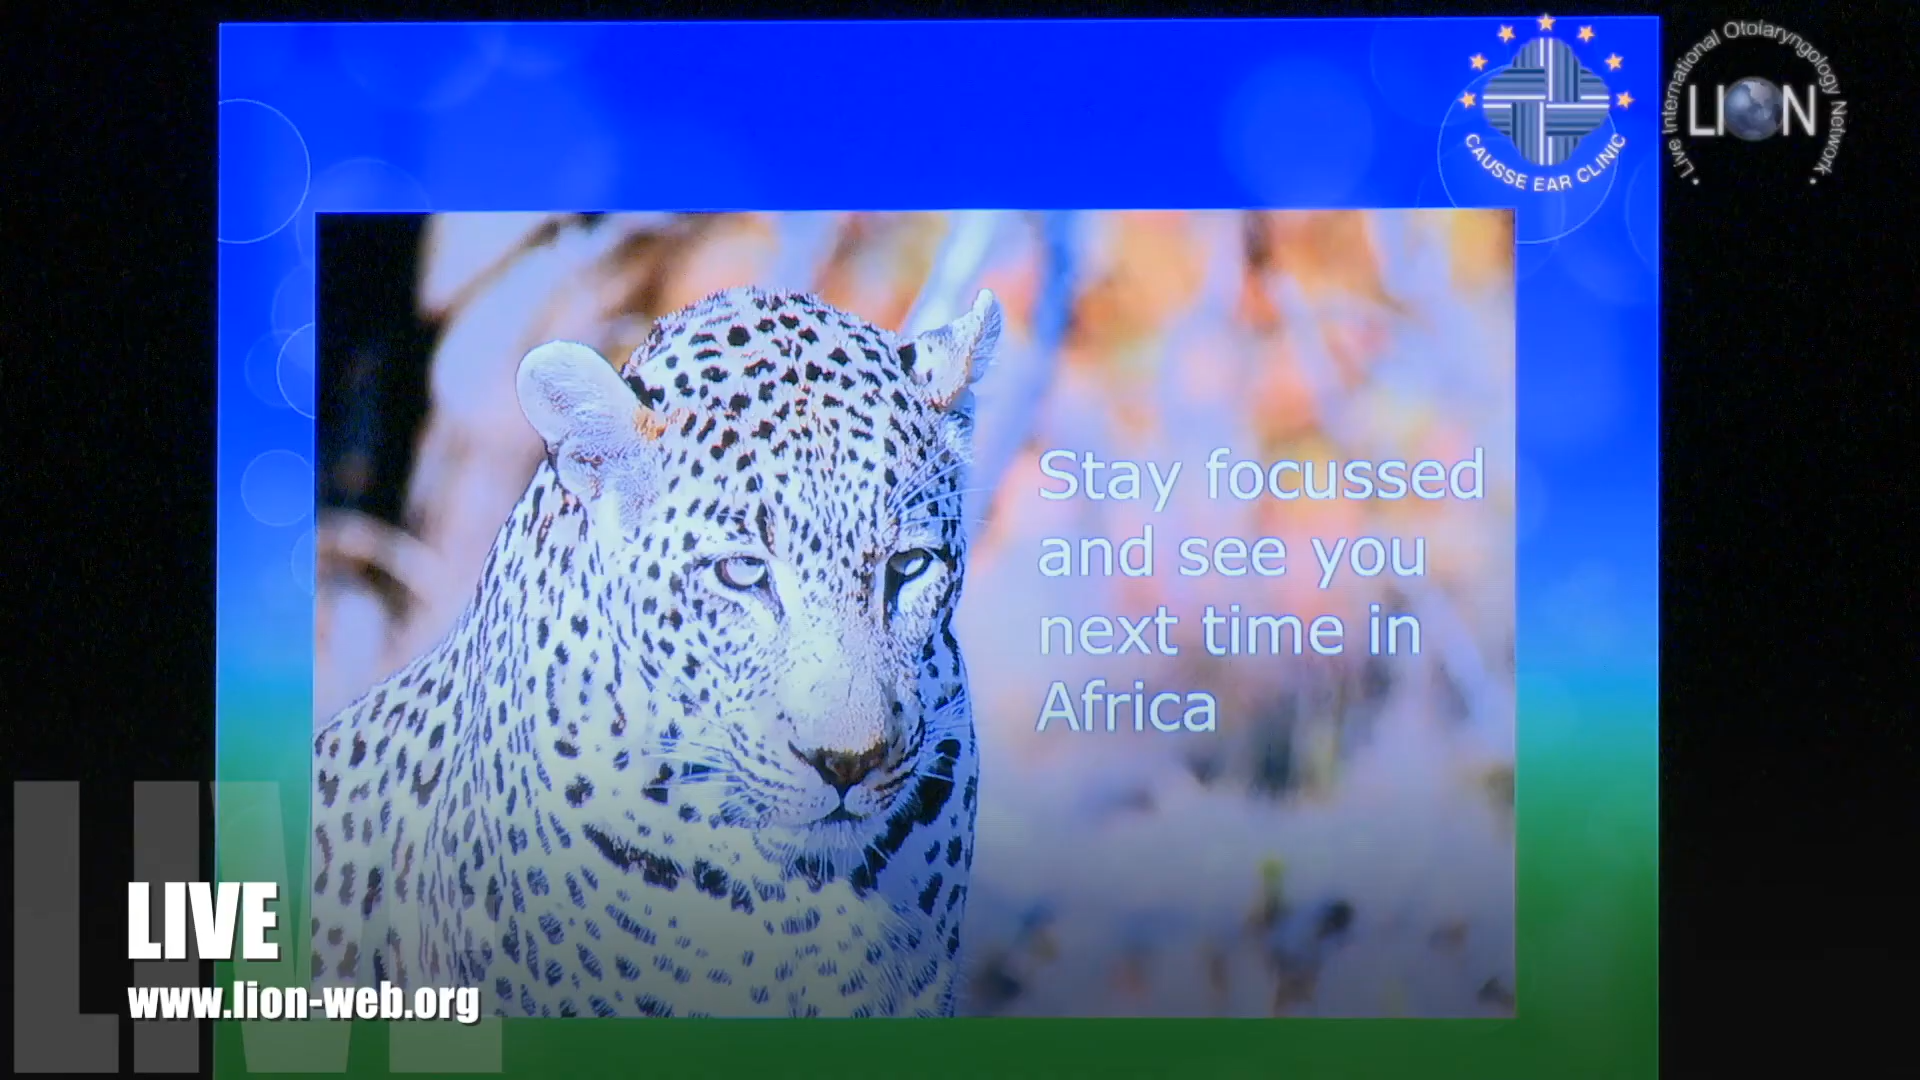 CAUSSE EAR CLINIC
• Live International Otolaryngology Network •
LION
Stay focussed
and see you
next time in
Africa
LIVE
LIVE
www.lion-web.org